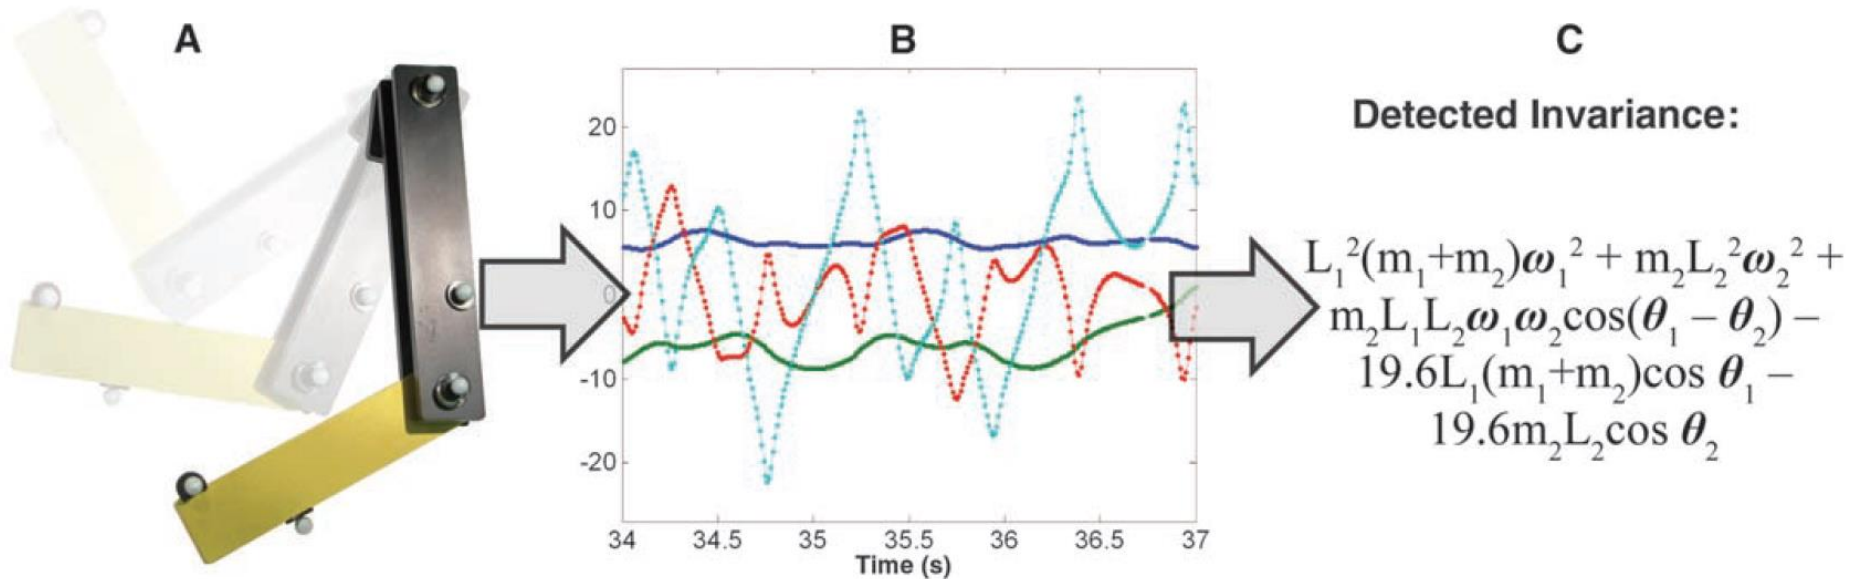 A
B
C
Detected Invariance:
L₁²(m₁+m₂)ω₁² + m₂L₂²ω₂² +
m₂L₁L₂ω₁ω₂cos(θ₁ − θ₂) −
19.6L₁(m₁+m₂)cos θ₁ −
19.6m₂L₂cos θ₂
20
10
0
-10
-20
34 34.5 35 35.5 36 36.5 37
Time (s)